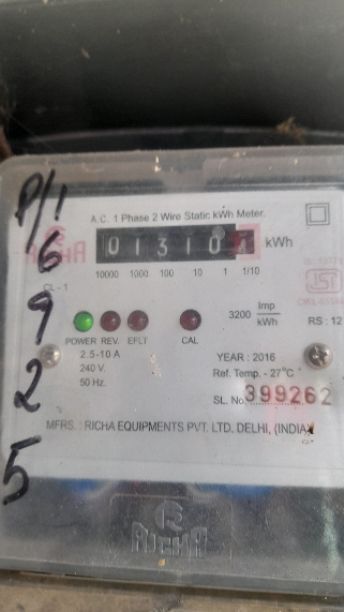 P/1
6
9
2
5
A.C. 1 Phase 2 Wire Static kWh Meter.
RICHA
01310 kWh
10000 1000 100 10 1 1/10
CL - 1
3200 Imp/kWh
RS : 12
POWER REV. EFLT CAL
2.5-10 A
240 V.
50 Hz.
YEAR : 2016
Ref. Temp. - 27°C
SL. No. 399262
MFRS. : RICHA EQUIPMENTS PVT. LTD. DELHI, (INDIA)
RICHA